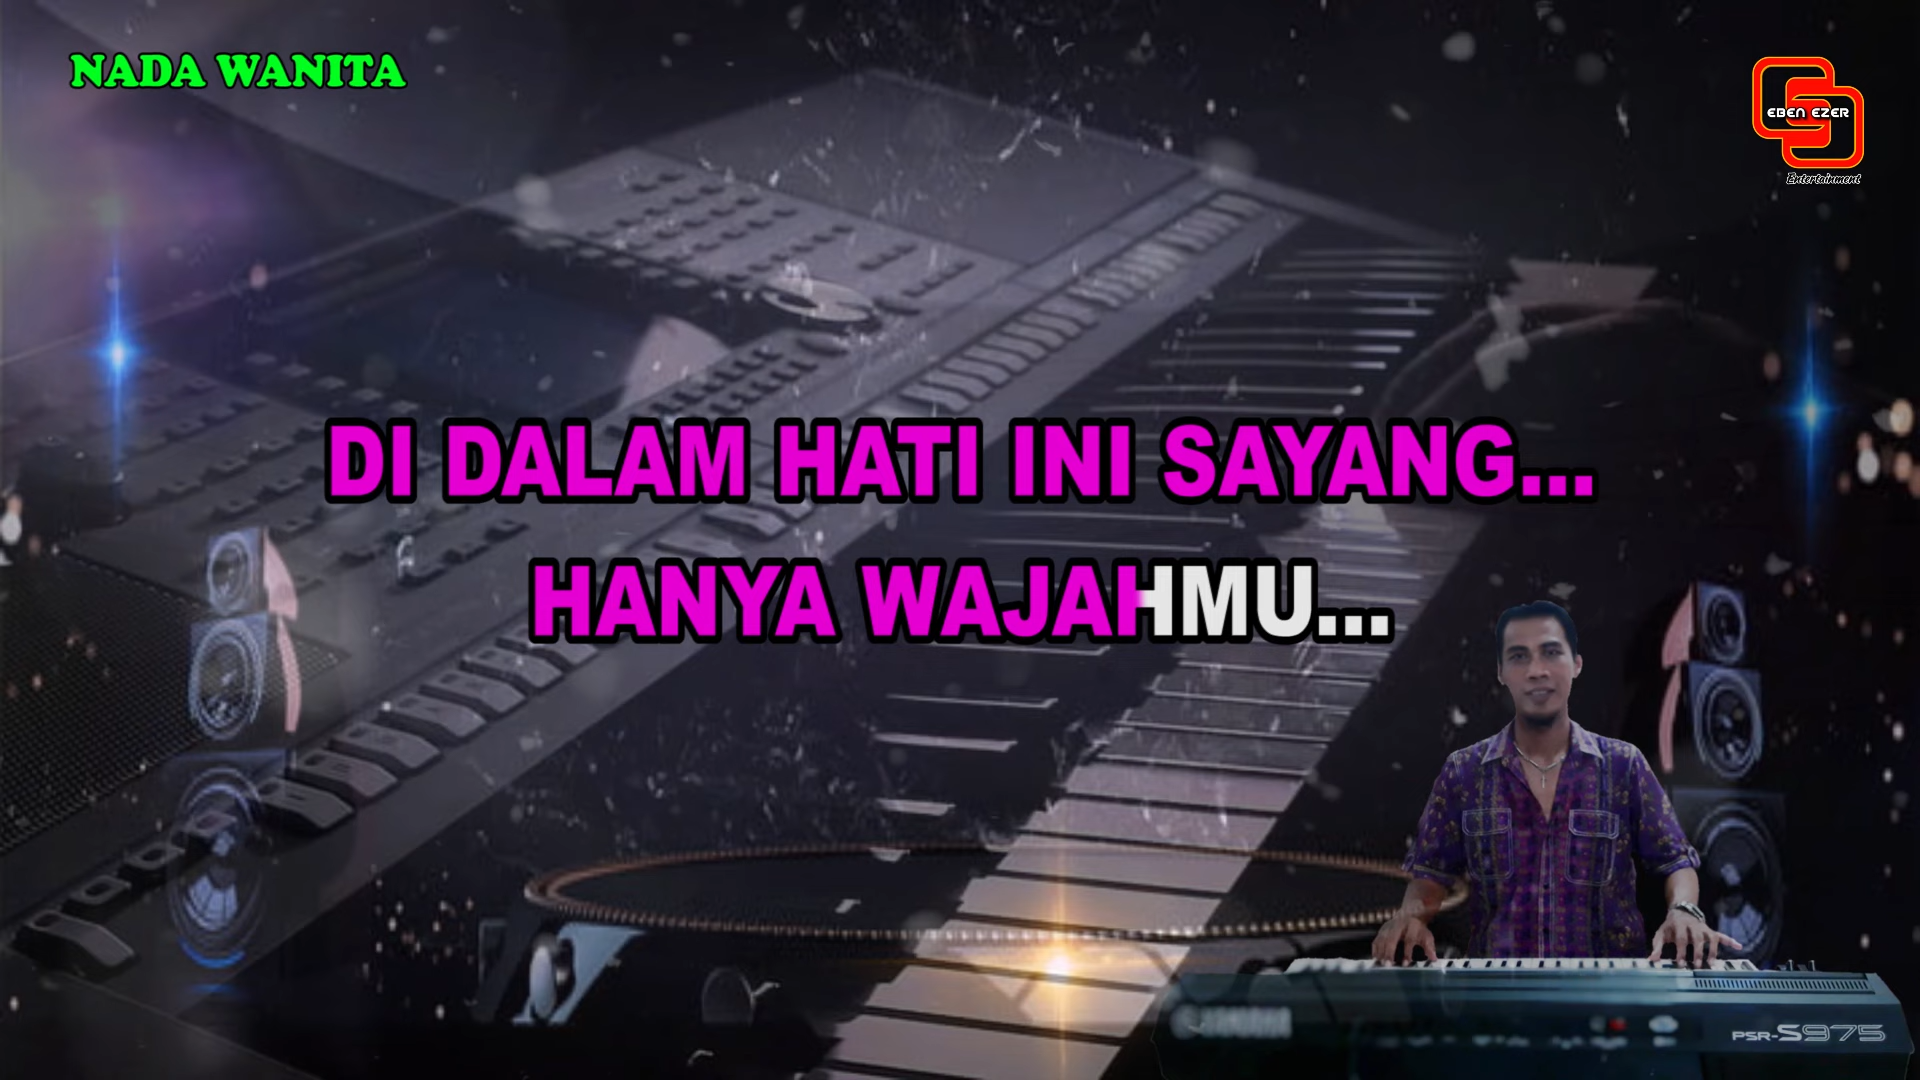 NADA WANITA
EBEN EZER
Entertainment
DI DALAM HATI INI SAYANG...
HANYA WAJAHMU...
PSR-S975